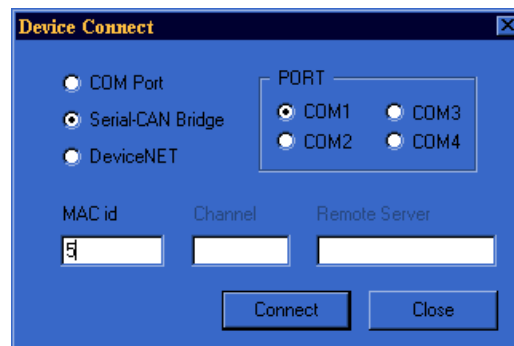 Device Connect
COM Port
Serial-CAN Bridge
DeviceNET
PORT
COM1 COM3
COM2 COM4
MAC id Channel Remote Server
5
Connect Close